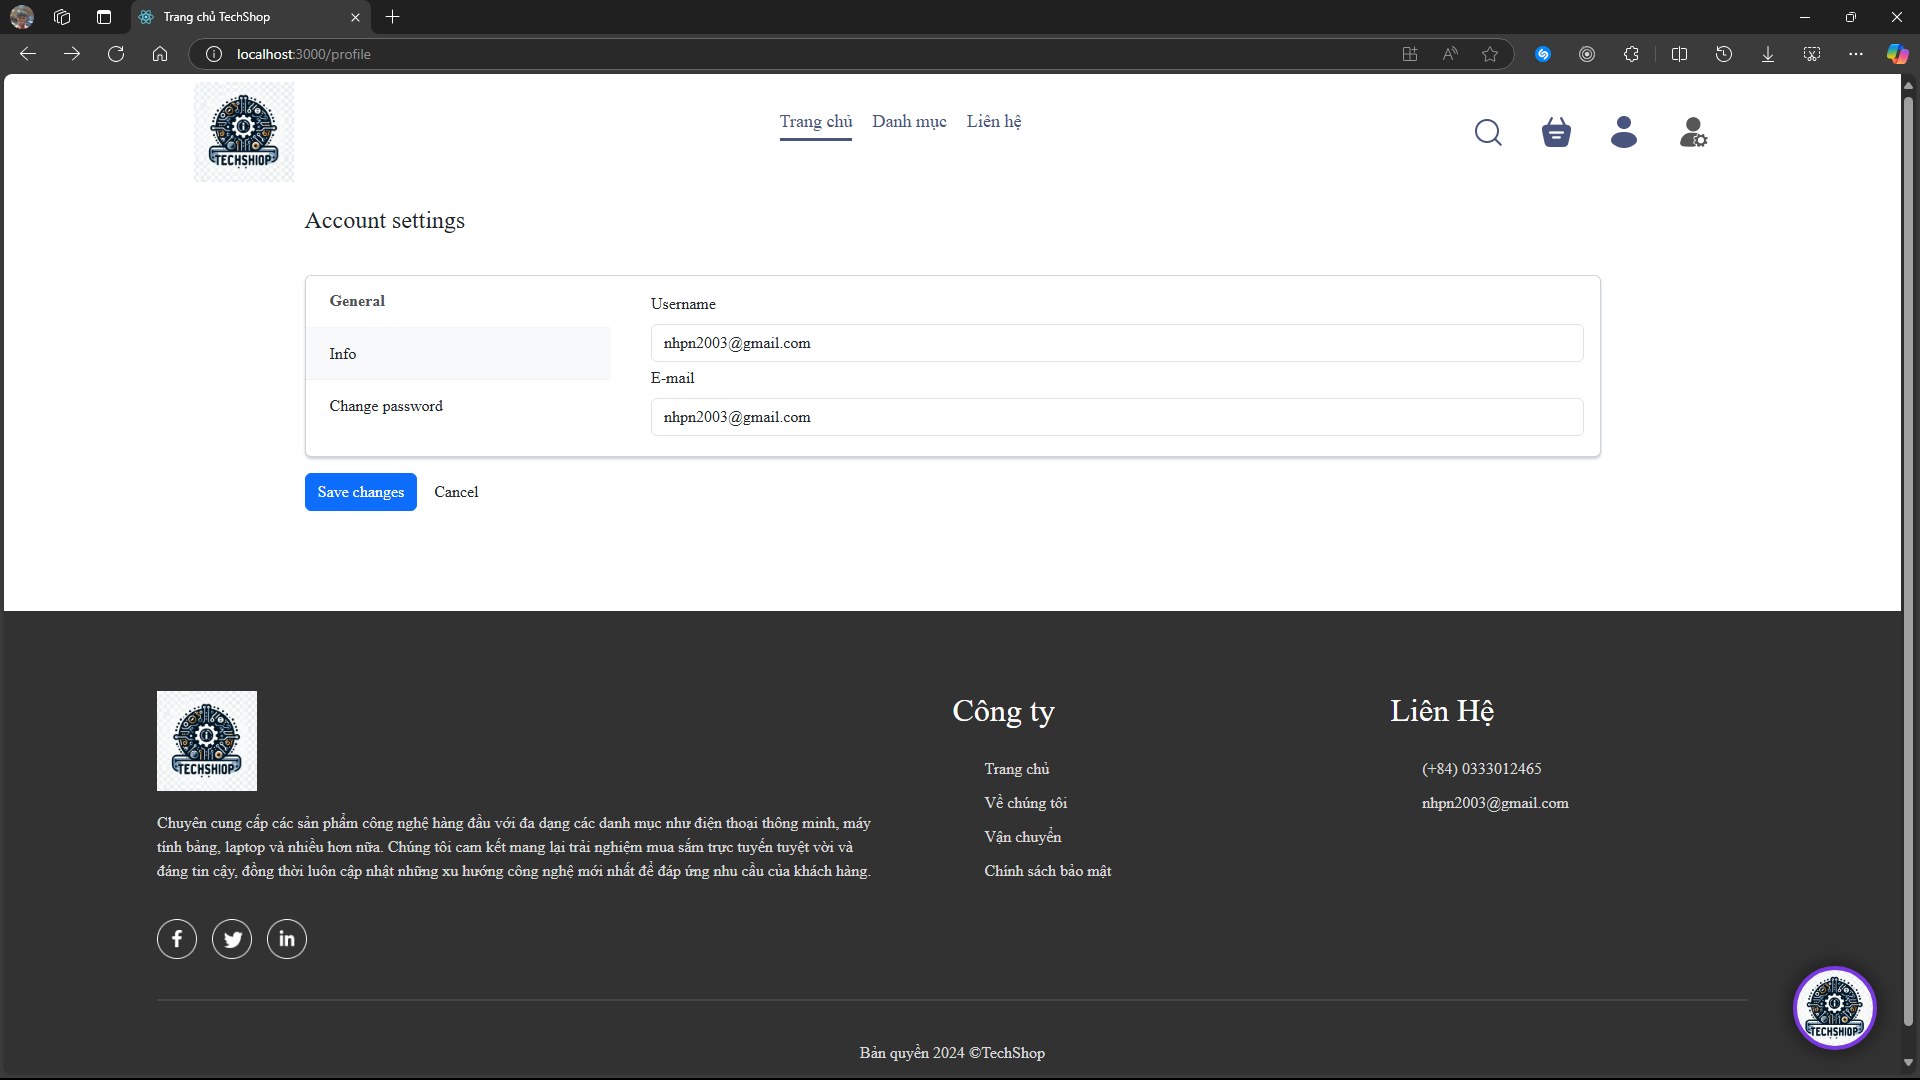 Trang chủ TechShop
localhost:3000/profile
TECHSHIOP
Trang chủ
Danh mục
Liên hệ
Account settings
General
Info
Change password
Username
nhpn2003@gmail.com
E-mail
nhpn2003@gmail.com
Save changes
Cancel
TECHSHIOP
Chuyên cung cấp các sản phẩm công nghệ hàng đầu với đa dạng các danh mục như điện thoại thông minh, máy
tính bảng, laptop và nhiều hơn nữa. Chúng tôi cam kết mang lại trải nghiệm mua sắm trực tuyến tuyệt vời và
đáng tin cậy, đồng thời luôn cập nhật những xu hướng công nghệ mới nhất để đáp ứng nhu cầu của khách hàng.
Công ty
Trang chủ
Về chúng tôi
Vận chuyển
Chính sách bảo mật
Liên Hệ
(+84) 0333012465
nhpn2003@gmail.com
TECHSHIOP
Bản quyền 2024 ©TechShop